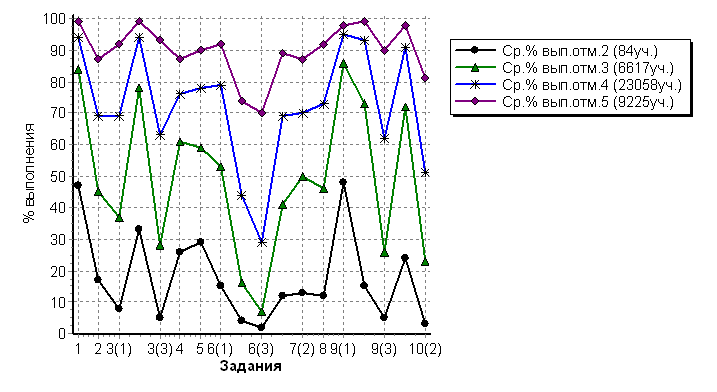 100
90
80
70
60
50
40
30
20
10
0
% выполнения
1 2 3(1) 3(3) 4 5 6(1) 6(3) 7(2) 8 9(1) 9(3) 10(2)
Задания
Ср.% вып.отм.2 (84уч.)
Ср.% вып.отм.3 (6617уч.)
Ср.% вып.отм.4 (23058уч.)
Ср.% вып.отм.5 (9225уч.)